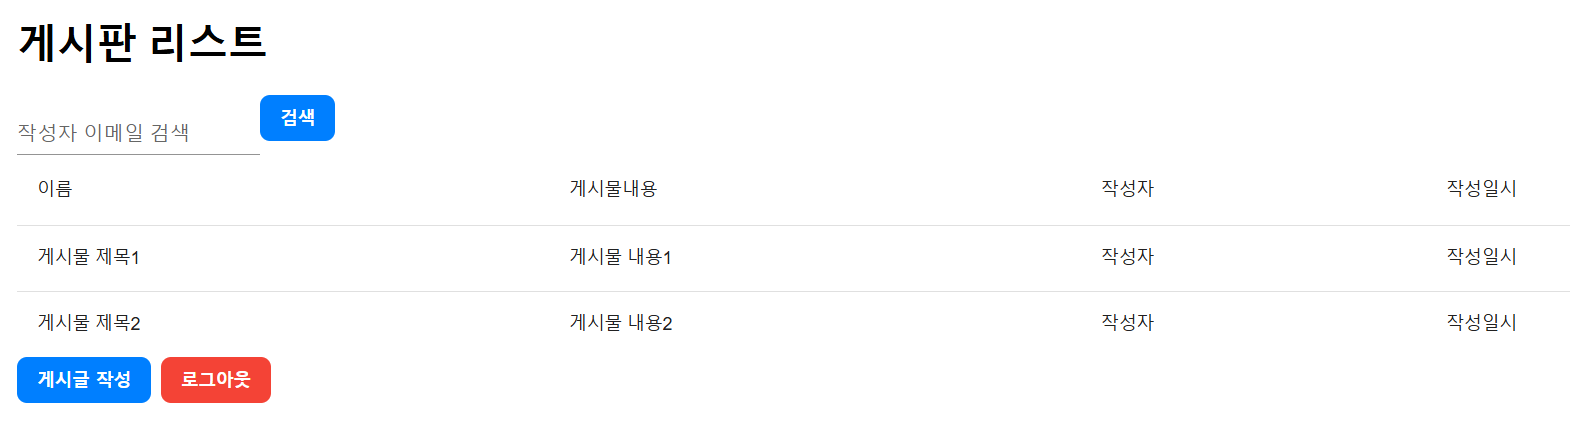 게시판 리스트
작성자 이메일 검색 검색
이름 게시물내용 작성자 작성일시
게시물 제목1 게시물 내용1 작성자 작성일시
게시물 제목2 게시물 내용2 작성자 작성일시
게시글 작성 로그아웃